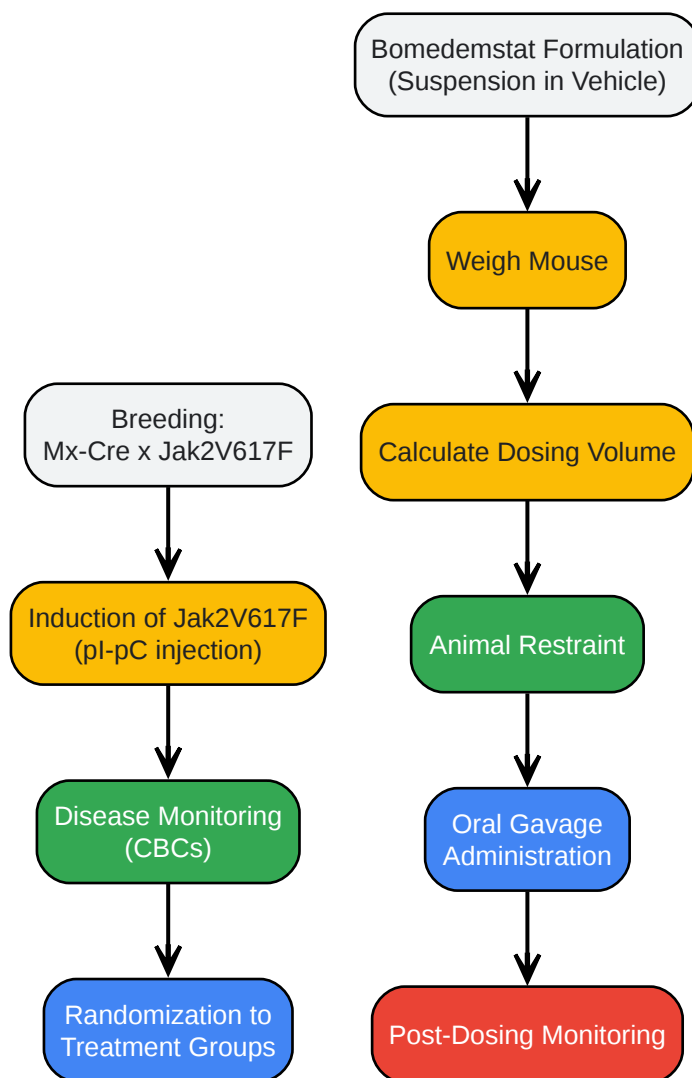 Bomedemstat Formulation
(Suspension in Vehicle)
Weigh Mouse
Calculate Dosing Volume
Animal Restraint
Oral Gavage
Administration
Post-Dosing Monitoring
Breeding:
Mx-Cre x Jak2V617F
Induction of Jak2V617F
(pI-pC injection)
Disease Monitoring
(CBCs)
Randomization to
Treatment Groups